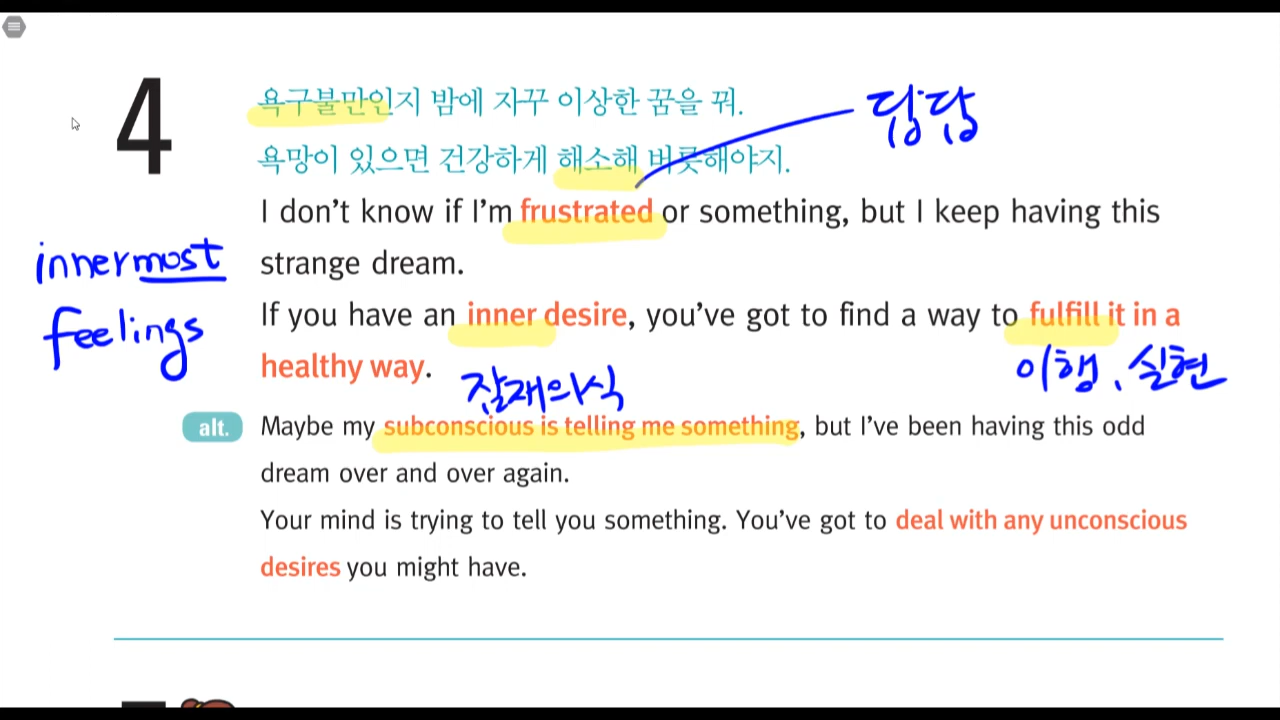 4
욕구불만인지 밤에 자꾸 이상한 꿈을 꿔.
답답
욕망이 있으면 건강하게 해소해 버릇해야지.
I don't know if I'm frustrated or something, but I keep having this
strange dream.
innermost
feelings
If you have an inner desire, you've got to find a way to fulfill it in a
healthy way.
이행、실현
잠재의식
alt. Maybe my subconscious is telling me something, but I've been having this odd
dream over and over again.
Your mind is trying to tell you something. You've got to deal with any unconscious
desires you might have.